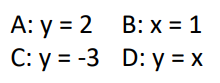 A: y = 2 B: x = 1
C: y = -3 D: y = x